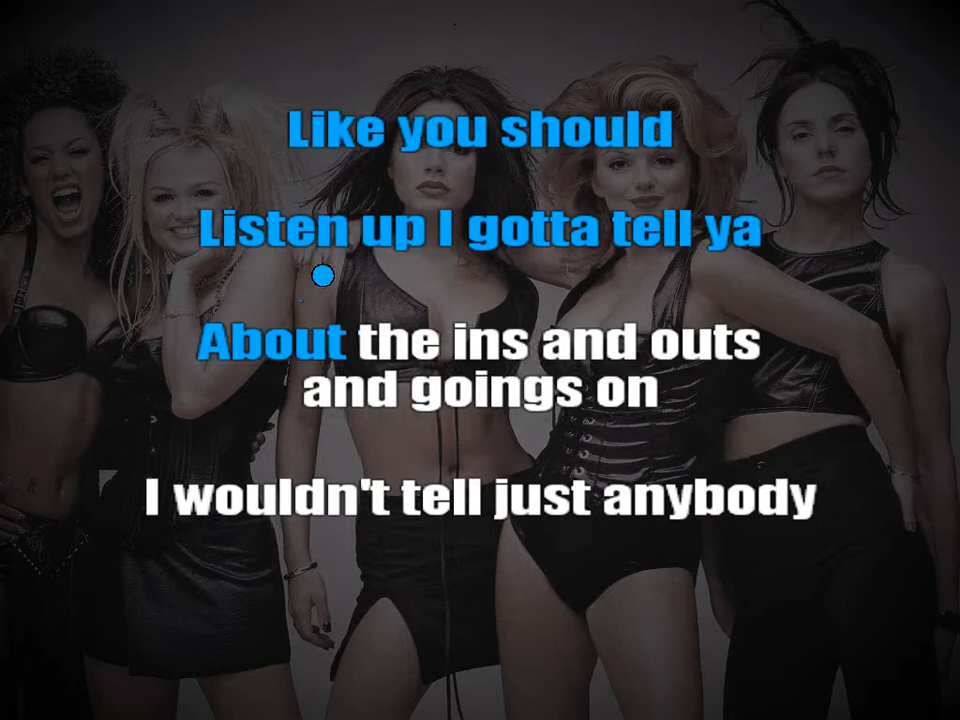 Like you should
Listen up I gotta tell ya
About the ins and outs
and goings on
I wouldn't tell just anybody